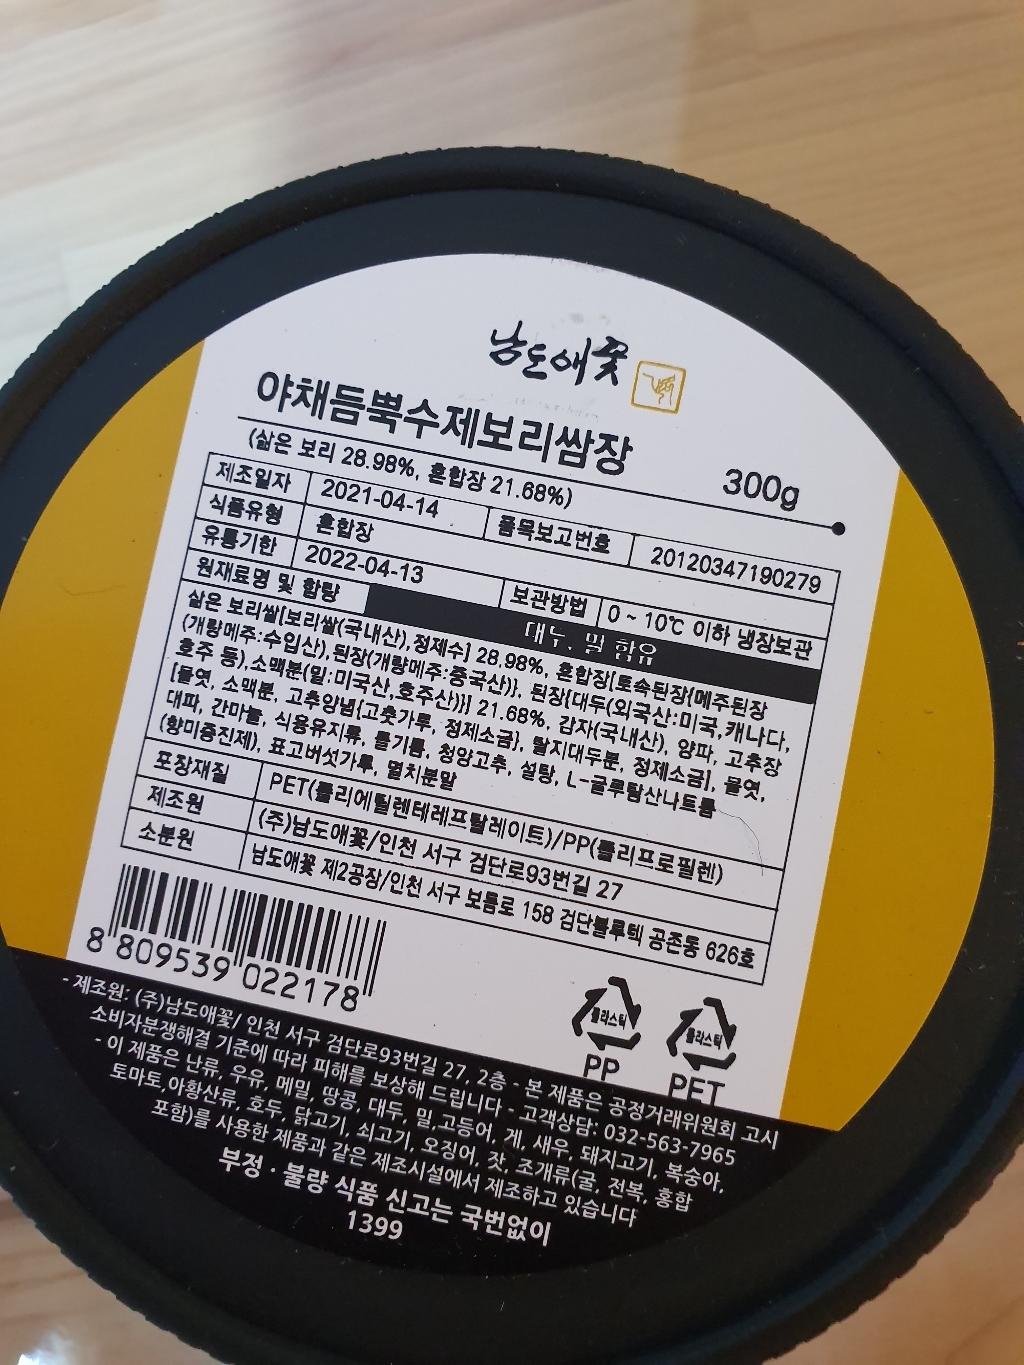 남도애꽃
야채듬뿍수제보리쌈장
300g
(삶은 보리 28.98%, 혼합장 21.68%)
제조일자 2021-04-14 품목보고번호 20120347190279
식품유형 혼합장
유통기한 2022-04-13 보관방법 0 ~ 10℃ 이하 냉장보관
원재료명 및 함량 대두, 밀 함유
삶은 보리쌀[보리쌀(국내산),정제수] 28.98%, 혼합장[토속된장{메주된장
(개량메주:수입산),된장(개량메주:중국산)}, 된장{대두(외국산:미국,캐나다,
호주 등),소맥분(밀:미국산,호주산)}] 21.68%, 감자(국내산), 양파, 고추장
[물엿, 소맥분, 고추양념{고춧가루, 정제소금}, 탈지대두분, 정제소금], 물엿,
대파, 간마늘, 식용유지류, 들기름, 청양고추, 설탕, L-글루탐산나트륨
(향미증진제), 표고버섯가루, 멸치분말
포장재질 PET(폴리에틸렌테레프탈레이트)/PP(폴리프로필렌)
제조원 (주)남도애꽃/인천 서구 검단로93번길 27
소분원 남도애꽃 제2공장/인천 서구 보듬로 158 검단블루텍 공존동 626호
8 809539 022178
플라스틱 플라스틱
PP PET
- 제조원: (주)남도애꽃/ 인천 서구 검단로93번길 27, 2층 - 본 제품은 공정거래위원회 고시
소비자분쟁해결 기준에 따라 피해를 보상해 드립니다 - 고객상담: 032-563-7965
- 이 제품은 난류, 우유, 메밀, 땅콩, 대두, 밀,고등어, 게, 새우, 돼지고기, 복숭아,
토마토,아황산류, 호두, 닭고기, 쇠고기, 오징어, 잣, 조개류(굴, 전복, 홍합
포함)를 사용한 제품과 같은 제조시설에서 제조하고 있습니다
부정 · 불량 식품 신고는 국번없이
1399